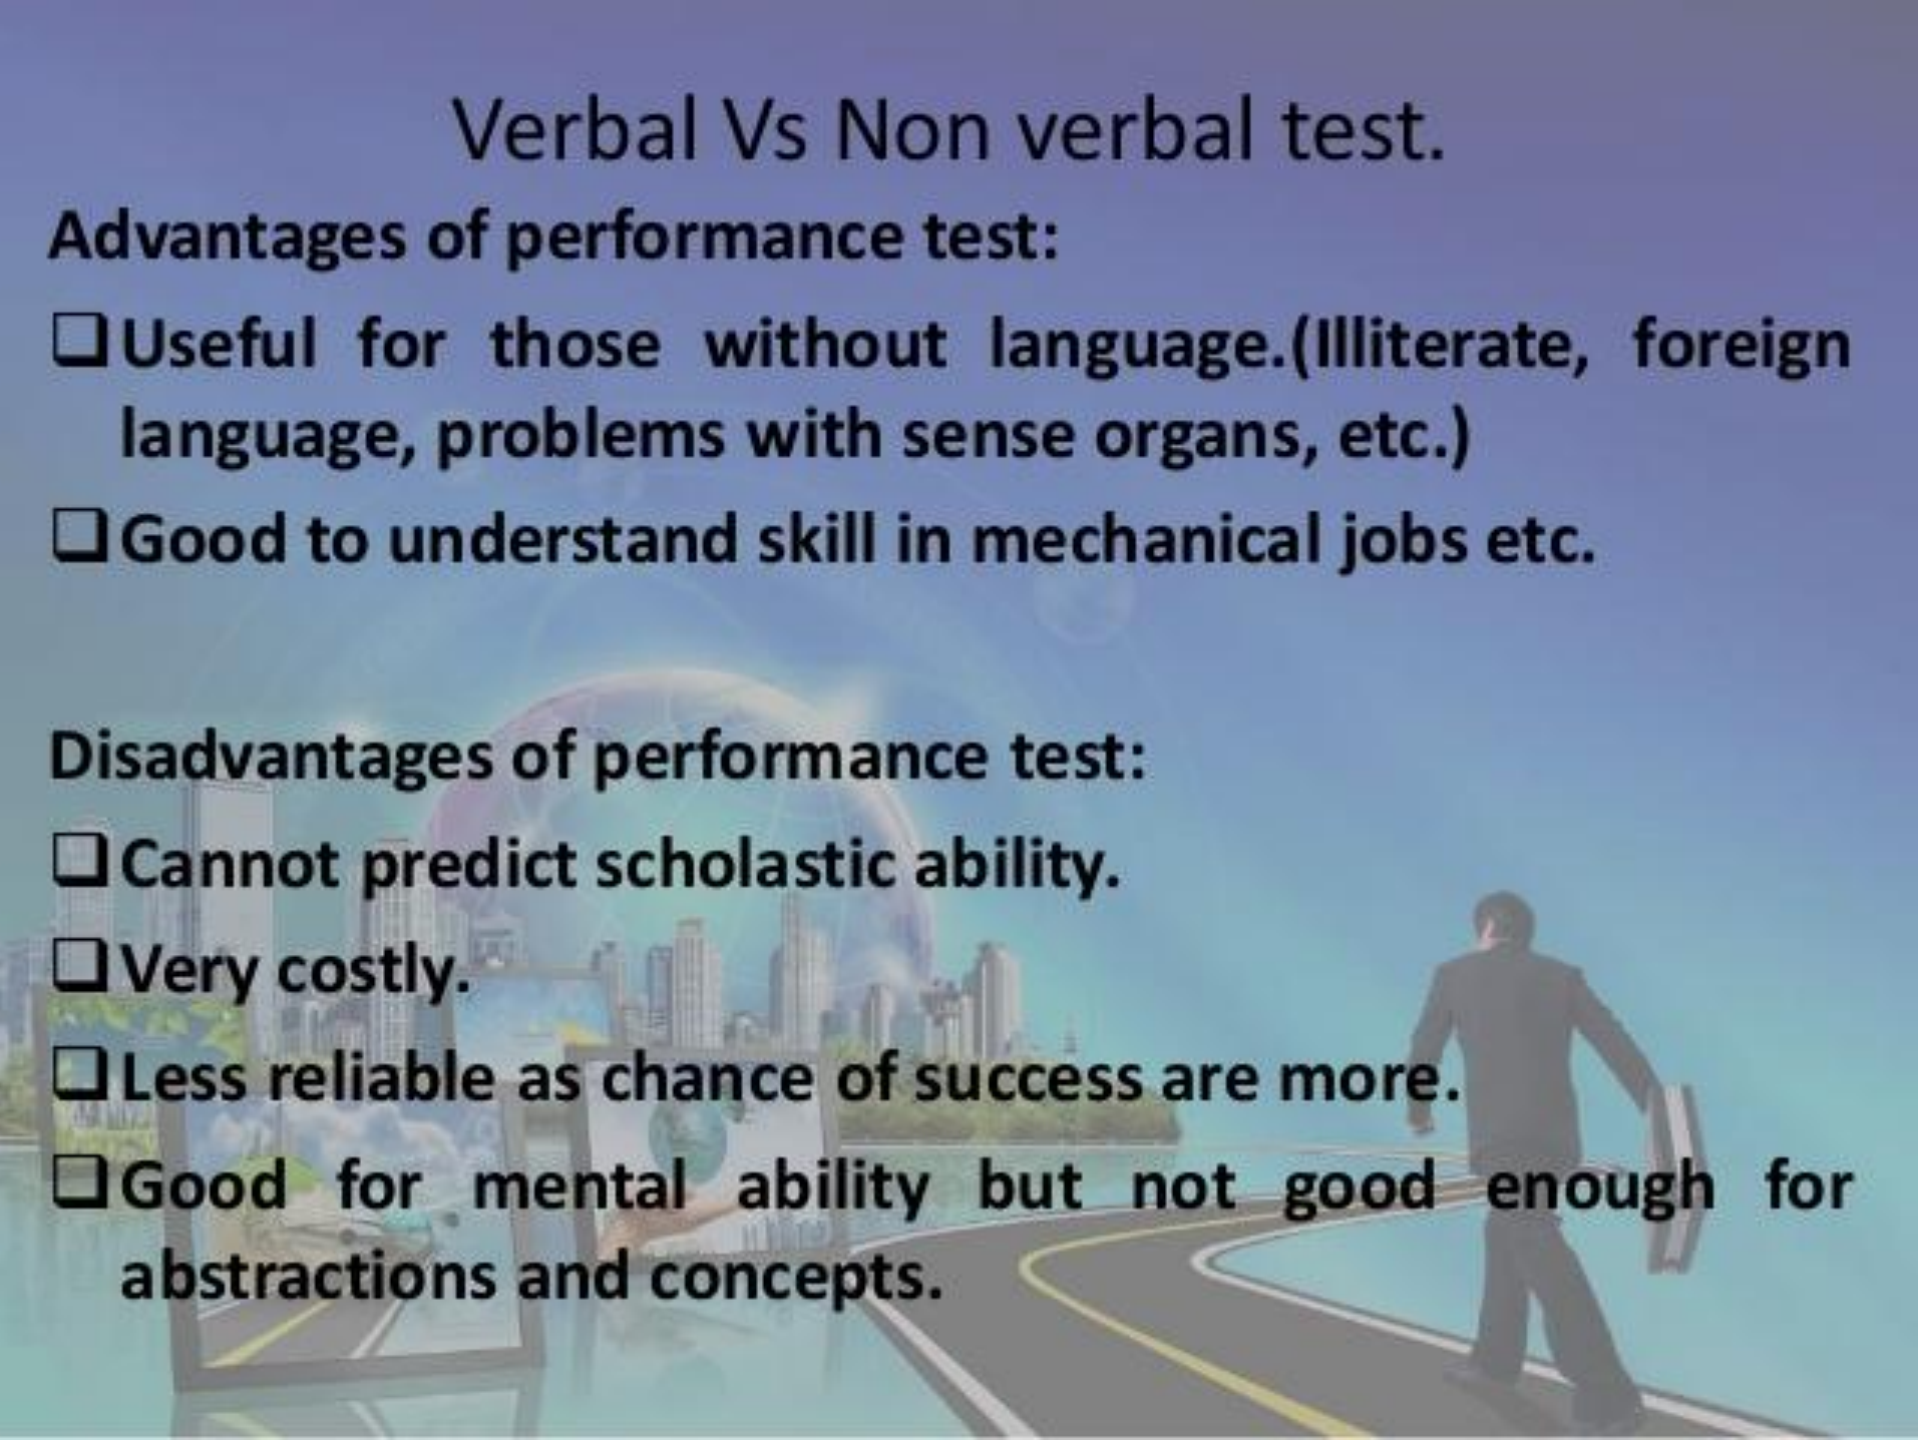 Verbal Vs Non verbal test.
Advantages of performance test:
❑Useful for those without language.(Illiterate, foreign
language, problems with sense organs, etc.)
❑Good to understand skill in mechanical jobs etc.
Disadvantages of performance test:
❑Cannot predict scholastic ability.
❑Very costly.
❑Less reliable as chance of success are more.
❑Good for mental ability but not good enough for
abstractions and concepts.